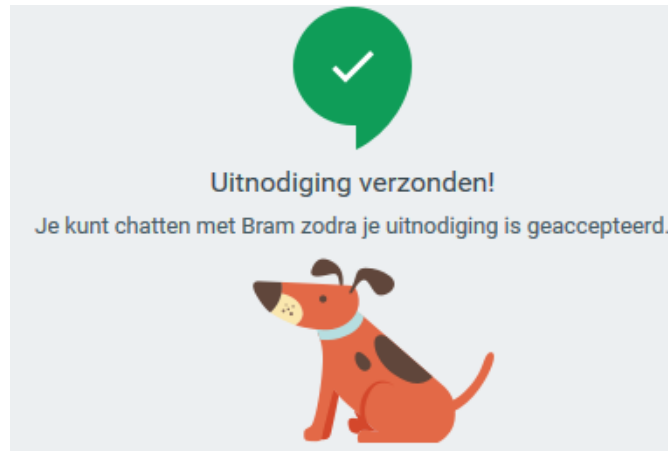 Uitnodiging verzonden!
Je kunt chatten met Bram zodra je uitnodiging is geaccepteerd.